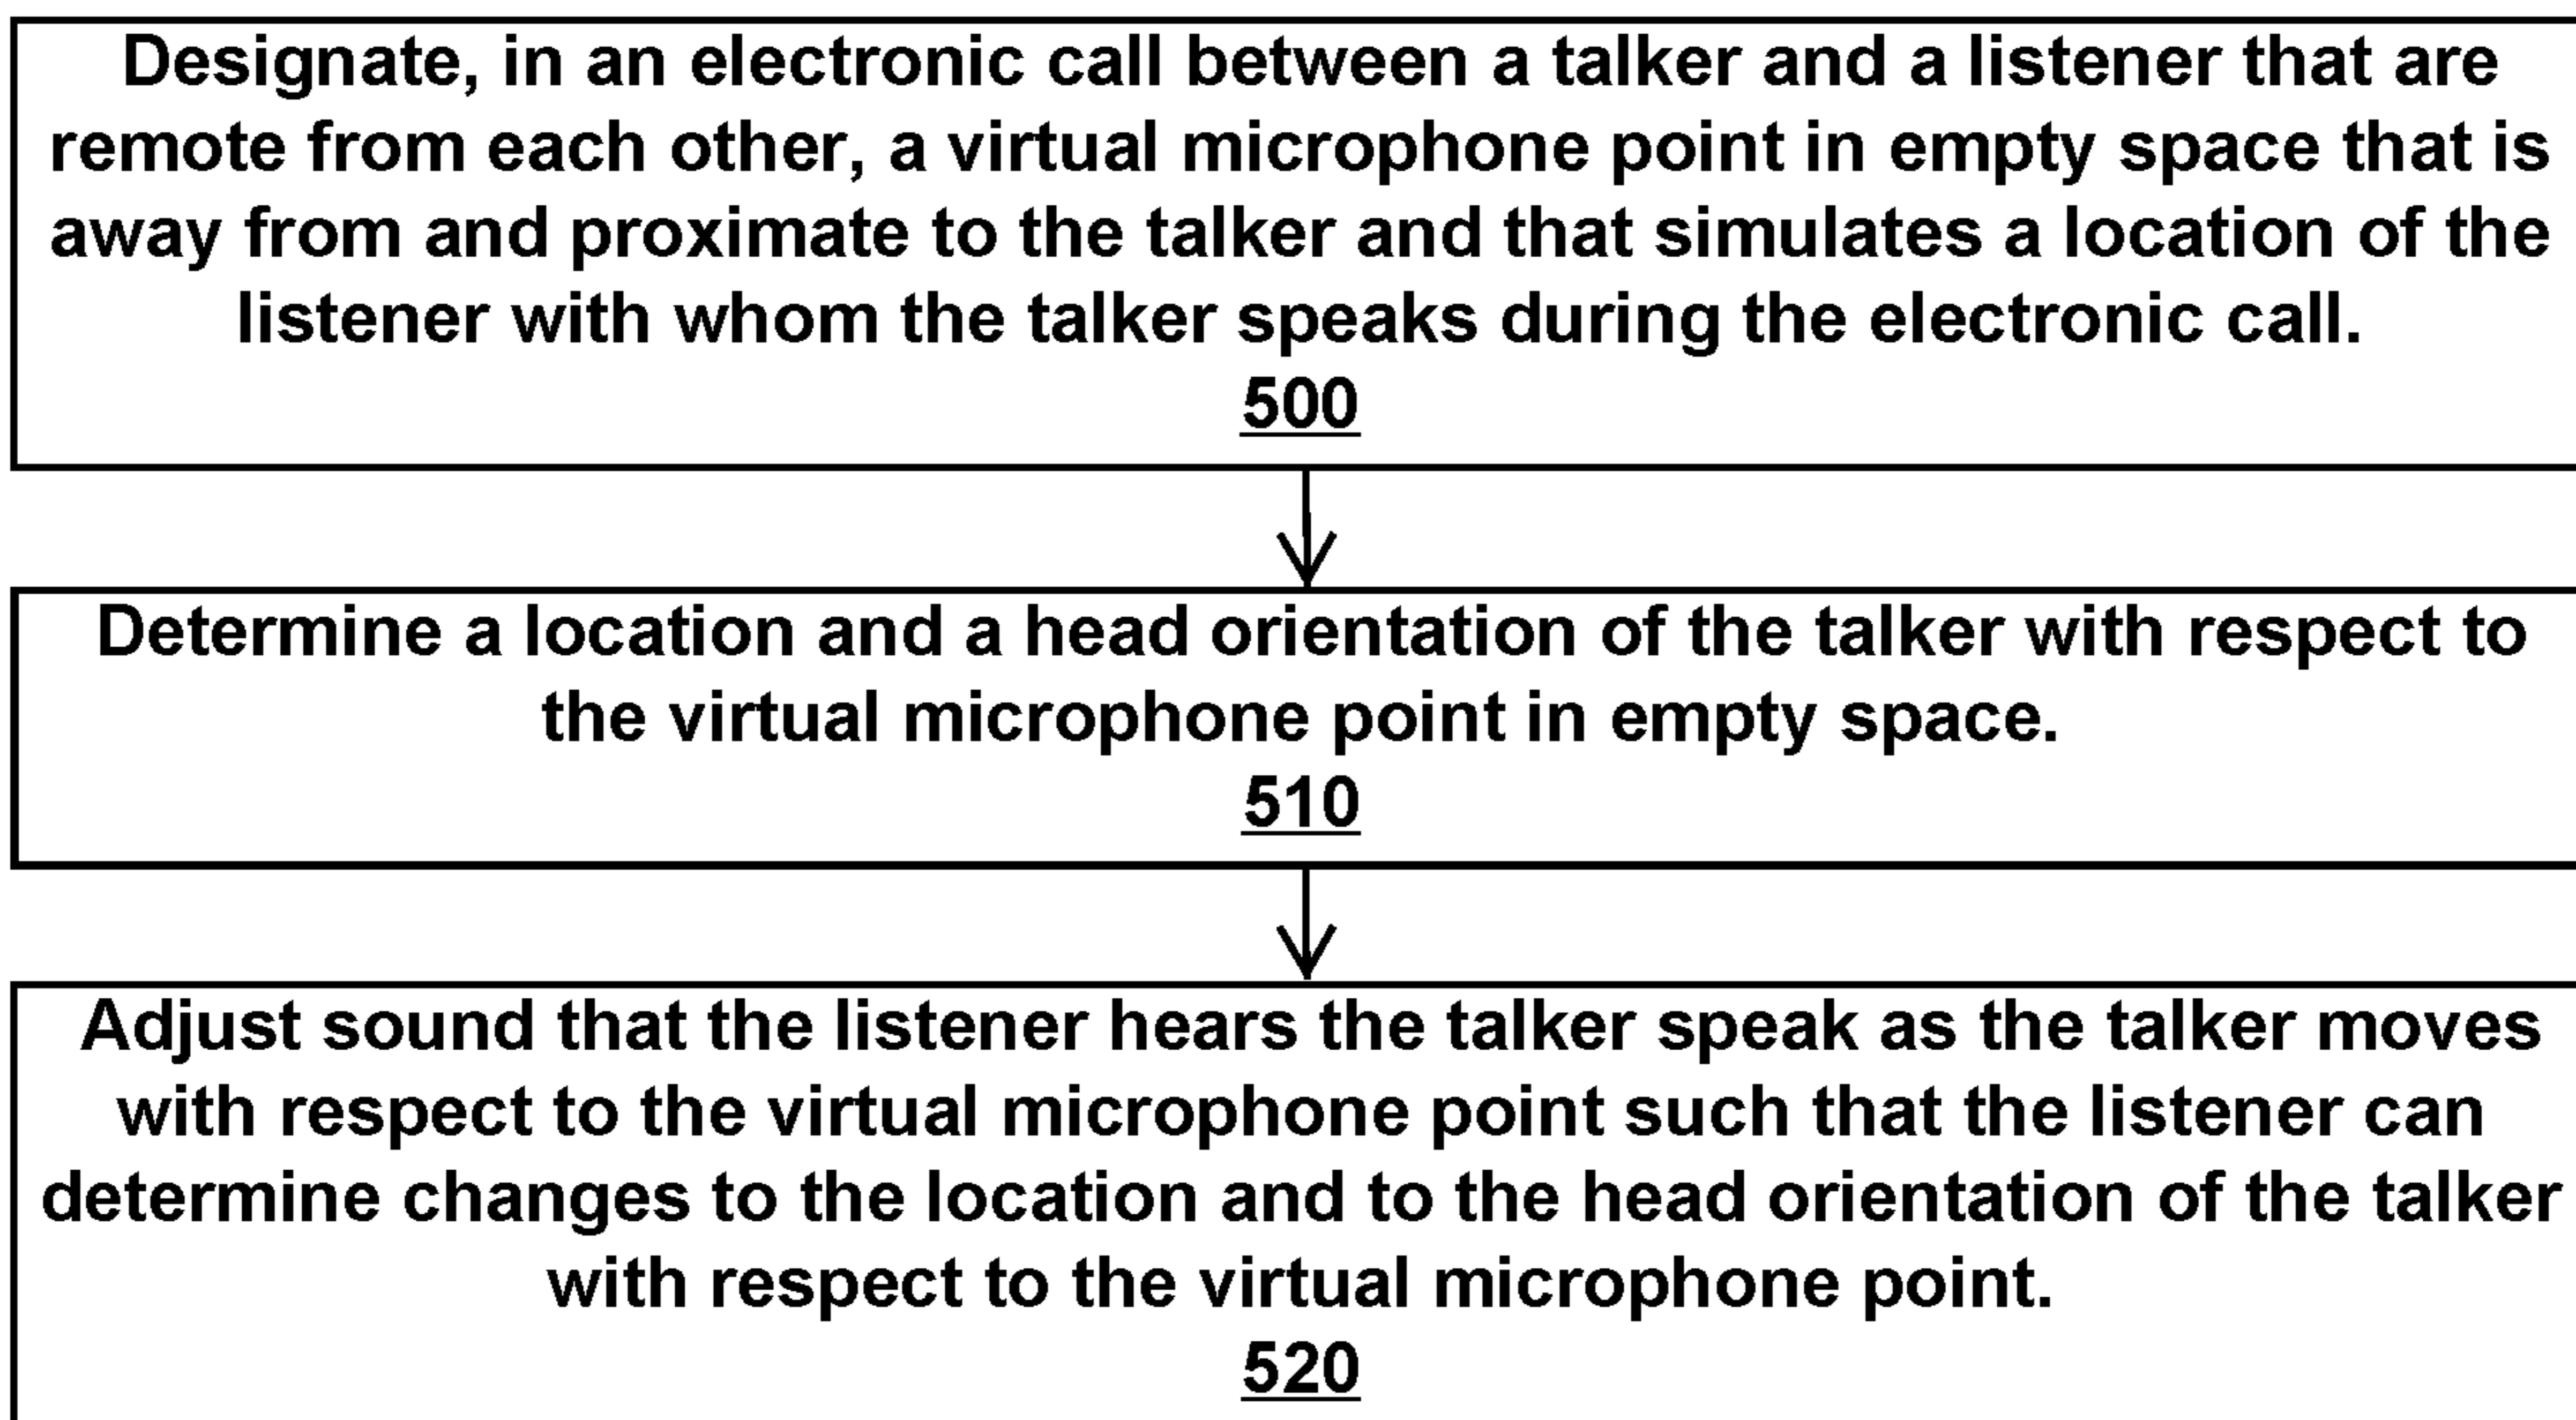 Designate, in an electronic call between a talker and a listener that are
remote from each other, a virtual microphone point in empty space that is
away from and proximate to the talker and that simulates a location of the
listener with whom the talker speaks during the electronic call.
500
Determine a location and a head orientation of the talker with respect to
the virtual microphone point in empty space.
510
Adjust sound that the listener hears the talker speak as the talker moves
with respect to the virtual microphone point such that the listener can
determine changes to the location and to the head orientation of the talker
with respect to the virtual microphone point.
520